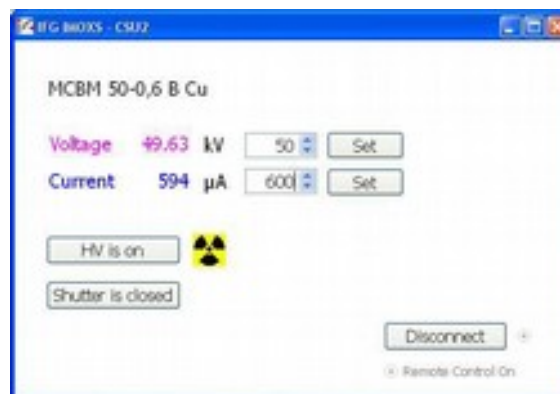 IFG iMOXS - CSU2
MCBM 50-0,6 B Cu
Voltage 49.63 kV 50 Set
Current 594 µA 600 Set
HV is on
Shutter is closed
Disconnect
Remote Control On